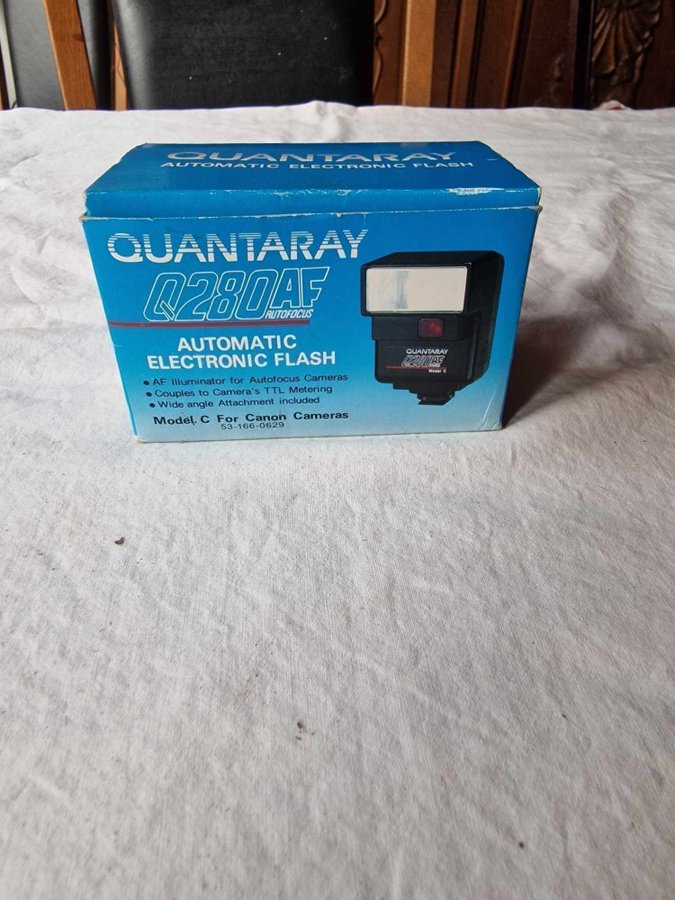 QUANTARAY
AUTOMATIC ELECTRONIC FLASH
QUANTARAY
Q280AF
AUTOFOCUS
AUTOMATIC
ELECTRONIC FLASH
• AF Illuminator for Autofocus Cameras
• Couples to Camera's TTL Metering
• Wide angle Attachment included
Model C For Canon Cameras
53-166-0629
QUANTARAY
Q280AF
Model C